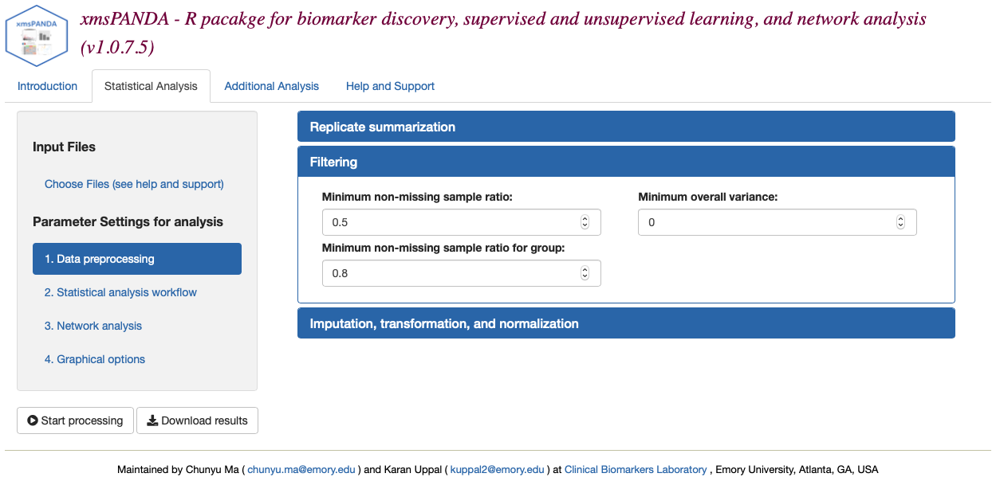 xmsPANDA
xmsPANDA - R pacakge for biomarker discovery, supervised and unsupervised learning, and network analysis
(v1.0.7.5)
Introduction
Statistical Analysis
Additional Analysis
Help and Support
Input Files
Choose Files (see help and support)
Parameter Settings for analysis
1. Data preprocessing
2. Statistical analysis workflow
3. Network analysis
4. Graphical options
Start processing
Download results
Replicate summarization
Filtering
Minimum non-missing sample ratio:
0.5
Minimum overall variance:
0
Minimum non-missing sample ratio for group:
0.8
Imputation, transformation, and normalization
Maintained by Chunyu Ma ( chunyu.ma@emory.edu ) and Karan Uppal ( kuppal2@emory.edu ) at Clinical Biomarkers Laboratory , Emory University, Atlanta, GA, USA